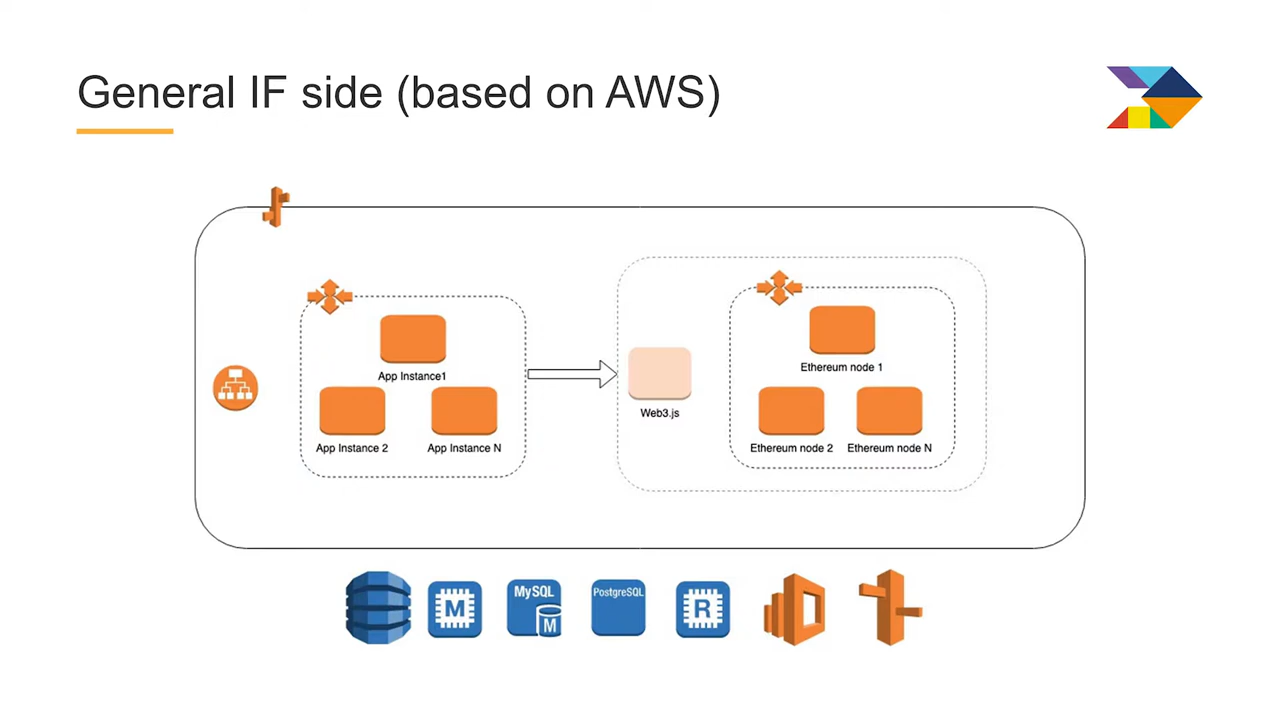 General IF side (based on AWS)
App Instance1
App Instance 2
App Instance N
Web3.js
Ethereum node 1
Ethereum node 2
Ethereum node N
M
MySQL
M
PostgreSQL
R